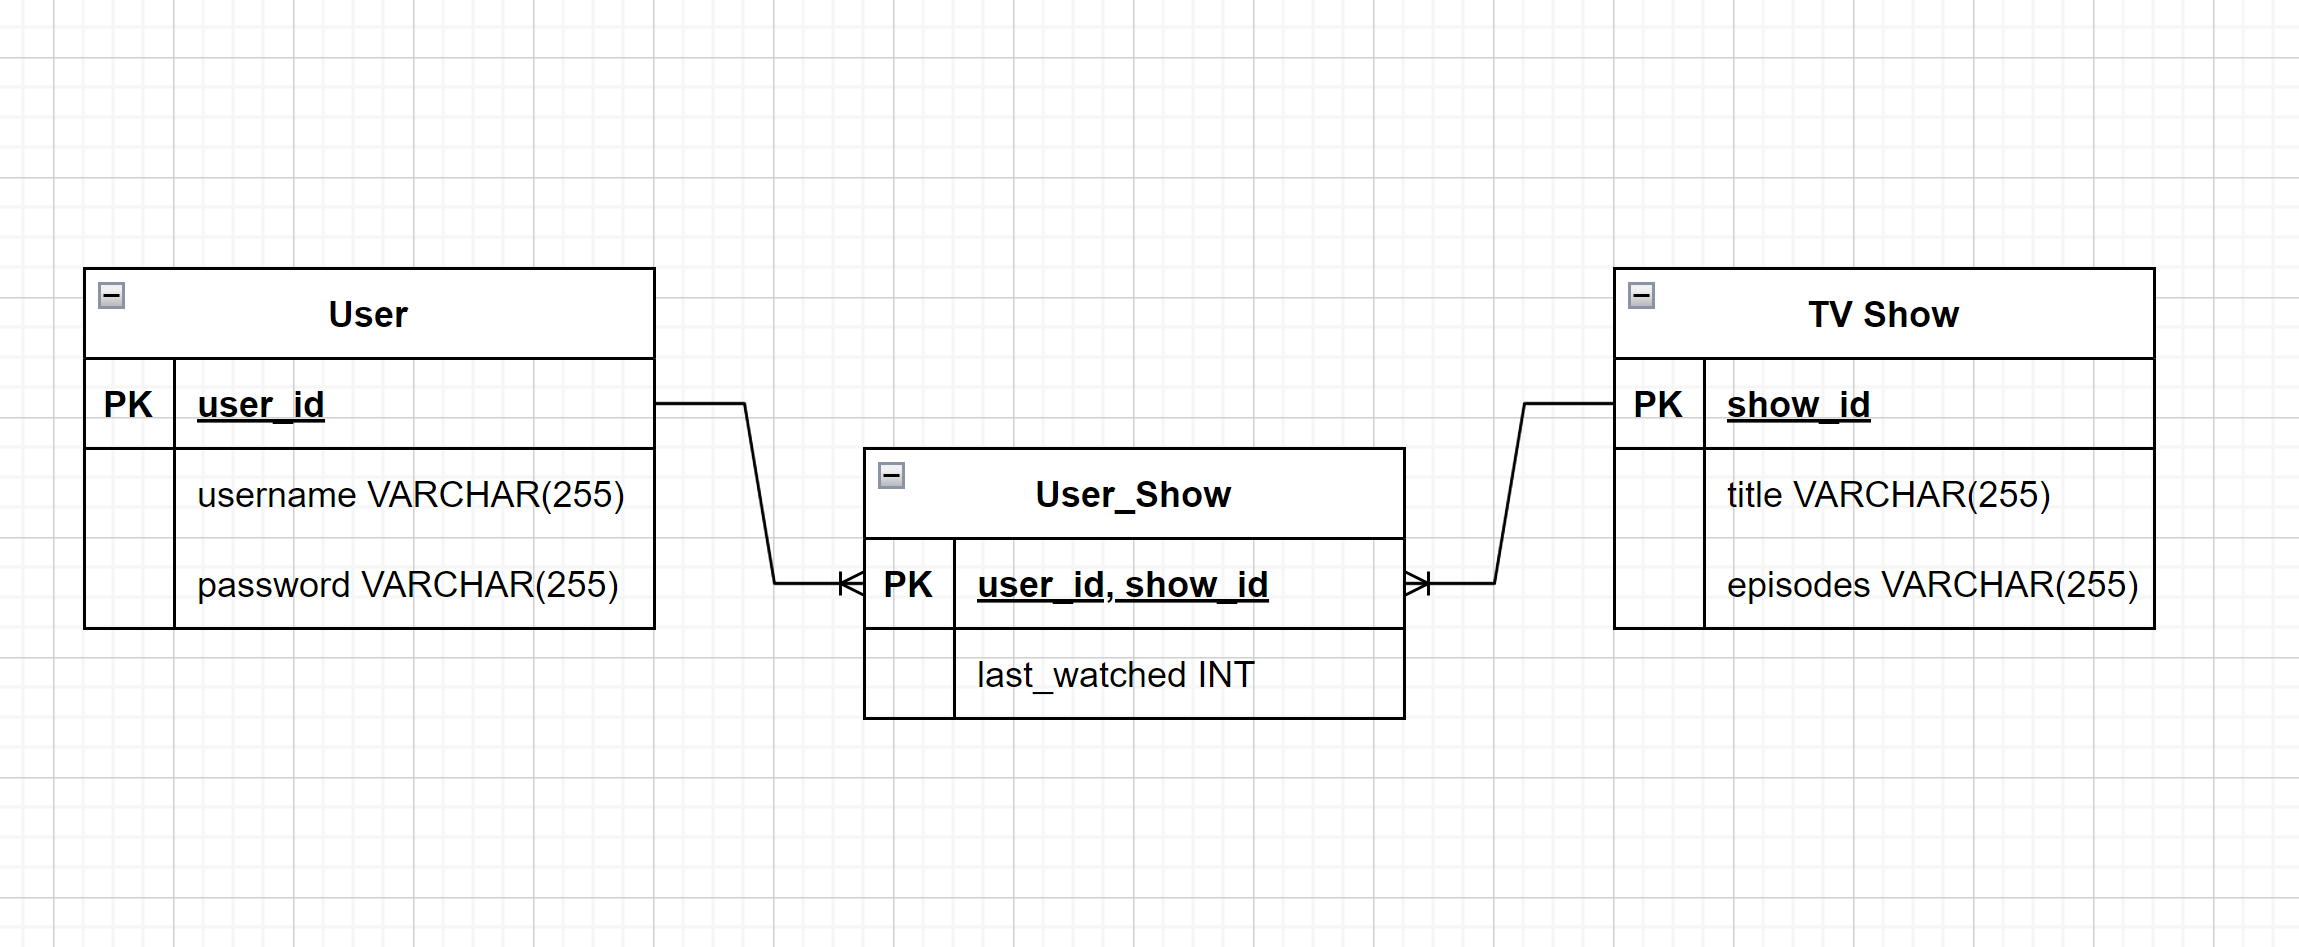 User
PK user_id
username VARCHAR(255)
password VARCHAR(255)
User_Show
PK user_id, show_id
last_watched INT
TV Show
PK show_id
title VARCHAR(255)
episodes VARCHAR(255)